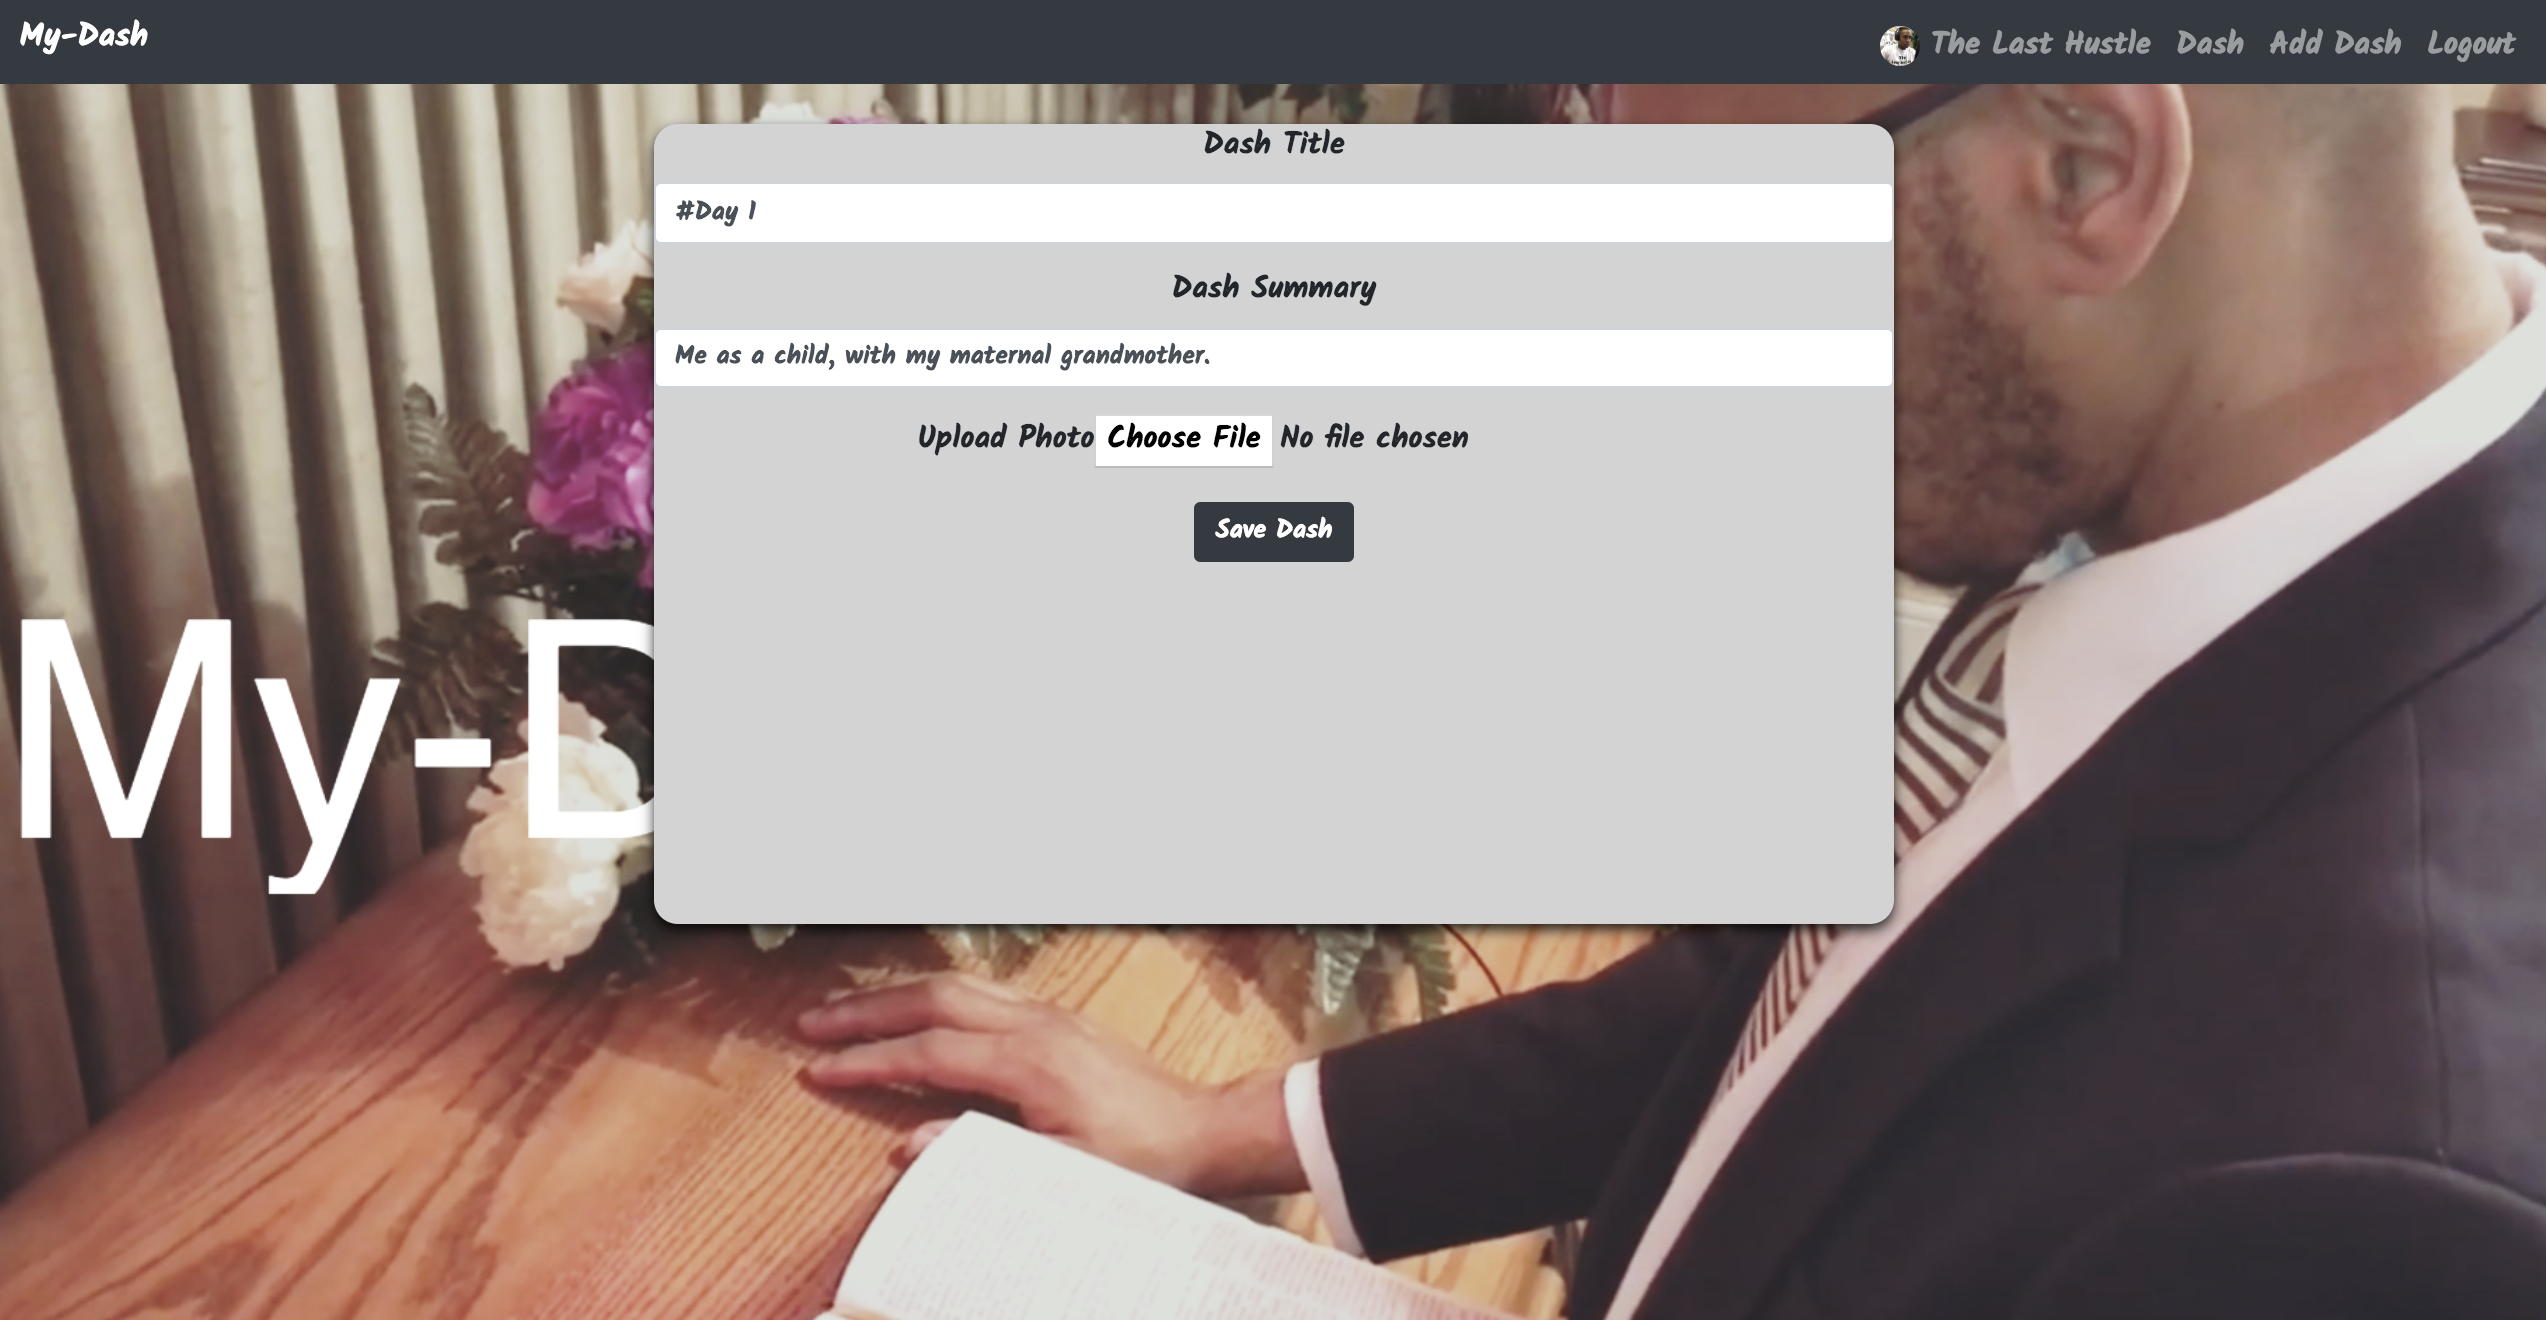 My-Dash
The Last Hustle Dash Add Dash Logout
Dash Title
#Day 1
Dash Summary
Me as a child, with my maternal grandmother.
Upload Photo Choose File No file chosen
Save Dash
My-D